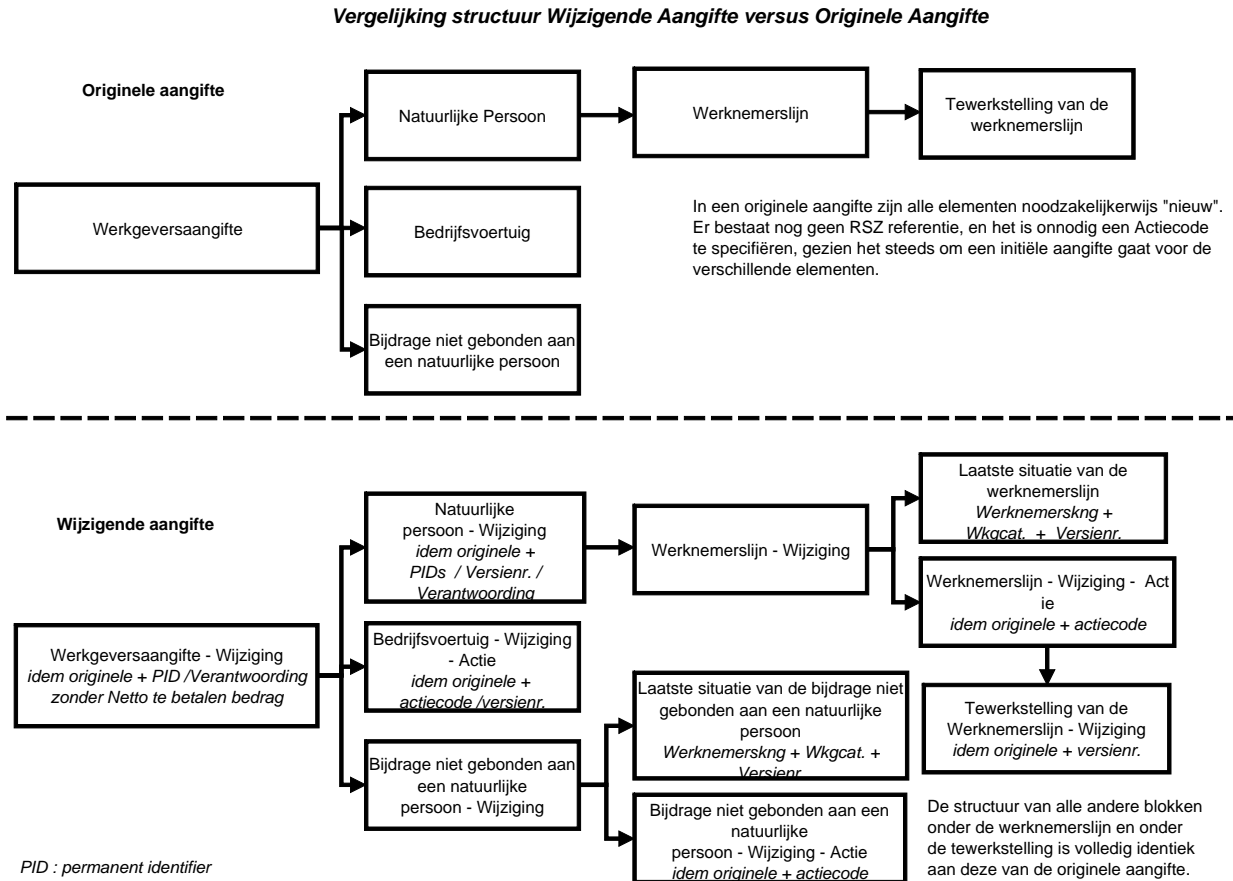 Vergelijking structuur Wijzigende Aangifte versus Originele Aangifte
Originele aangifte
Natuurlijke Persoon
Werknemerslijn
Tewerkstelling van de
werknemerslijn
Werkgeversaangifte
Bedrijfsvoertuig
Bijdrage niet gebonden aan
een natuurlijke persoon
In een originele aangifte zijn alle elementen noodzakelijkerwijs "nieuw".
Er bestaat nog geen RSZ referentie, en het is onnodig een Actiecode
te specifiëren, gezien het steeds om een initiële aangifte gaat voor de
verschillende elementen.
Wijzigende aangifte
Natuurlijke
persoon - Wijziging
idem originele +
PIDs / Versienr. /
Verantwoording
Werknemerslijn - Wijziging
Laatste situatie van de
werknemerslijn
Werknemerskng +
Wkgcat. + Versienr.
Werknemerslijn - Wijziging - Act
ie
idem originele + actiecode
Werkgeversaangifte - Wijziging
idem originele + PID /Verantwoording
zonder Netto te betalen bedrag
Bedrijfsvoertuig - Wijziging
- Actie
idem originele +
actiecode /versienr.
Laatste situatie van de bijdrage niet
gebonden aan een natuurlijke
persoon
Werknemerskng + Wkgcat. +
Versienr.
Tewerkstelling van de
Werknemerslijn - Wijziging
idem originele + versienr.
Bijdrage niet gebonden aan
een natuurlijke
persoon - Wijziging
Bijdrage niet gebonden aan een
natuurlijke
persoon - Wijziging - Actie
idem originele + actiecode
De structuur van alle andere blokken
onder de werknemerslijn en onder
de tewerkstelling is volledig identiek
aan deze van de originele aangifte.
PID : permanent identifier